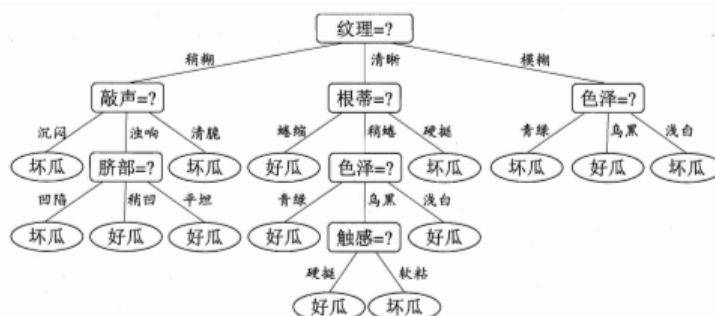 纹理=?
稍糊 清晰 模糊
敲声=? 根蒂=? 色泽=?
沉闷 浊响 清脆 蜷缩 稍蜷 硬挺 青绿 乌黑 浅白
坏瓜 脐部=? 坏瓜 好瓜 色泽=? 坏瓜 坏瓜 好瓜 坏瓜
凹陷 稍凹 平坦 青绿 乌黑 浅白
坏瓜 好瓜 好瓜 好瓜 触感=? 好瓜
硬挺 软粘
好瓜 坏瓜